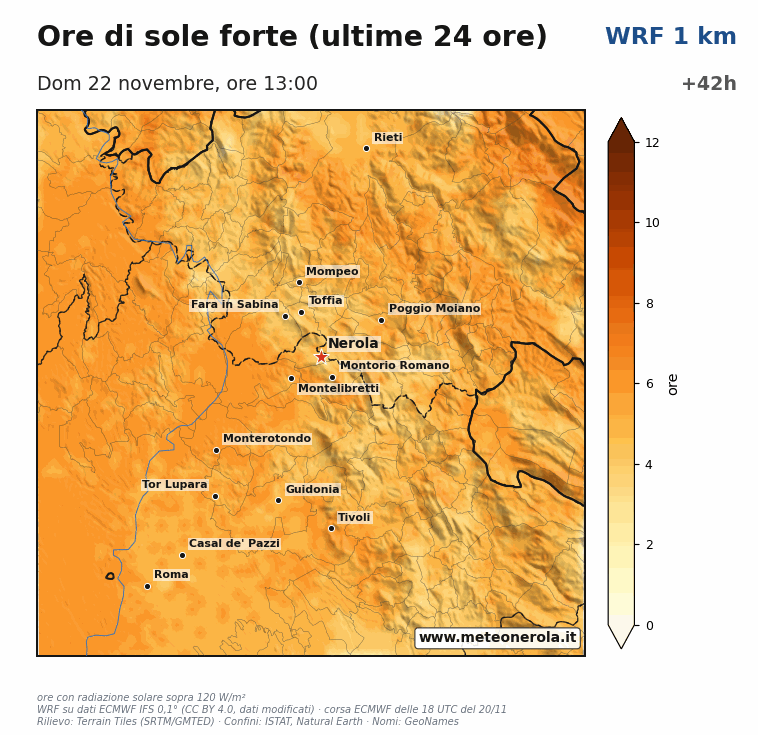 Ore di sole forte (ultime 24 ore)
WRF 1 km
Dom 22 novembre, ore 13:00
+42h
Rieti
Mompeo
Fara in Sabina
Toffia
Poggio Moiano
Nerola
Montorio Romano
Montelibretti
Monterotondo
Tor Lupara
Guidonia
Tivoli
Casal de' Pazzi
Roma
www.meteonerola.it
12
10
8
6
4
2
0
ore
ore con radiazione solare sopra 120 W/m²
WRF su dati ECMWF IFS 0,1° (CC BY 4.0, dati modificati) · corsa ECMWF delle 18 UTC del 20/11
Rilievo: Terrain Tiles (SRTM/GMTED) · Confini: ISTAT, Natural Earth · Nomi: GeoNames